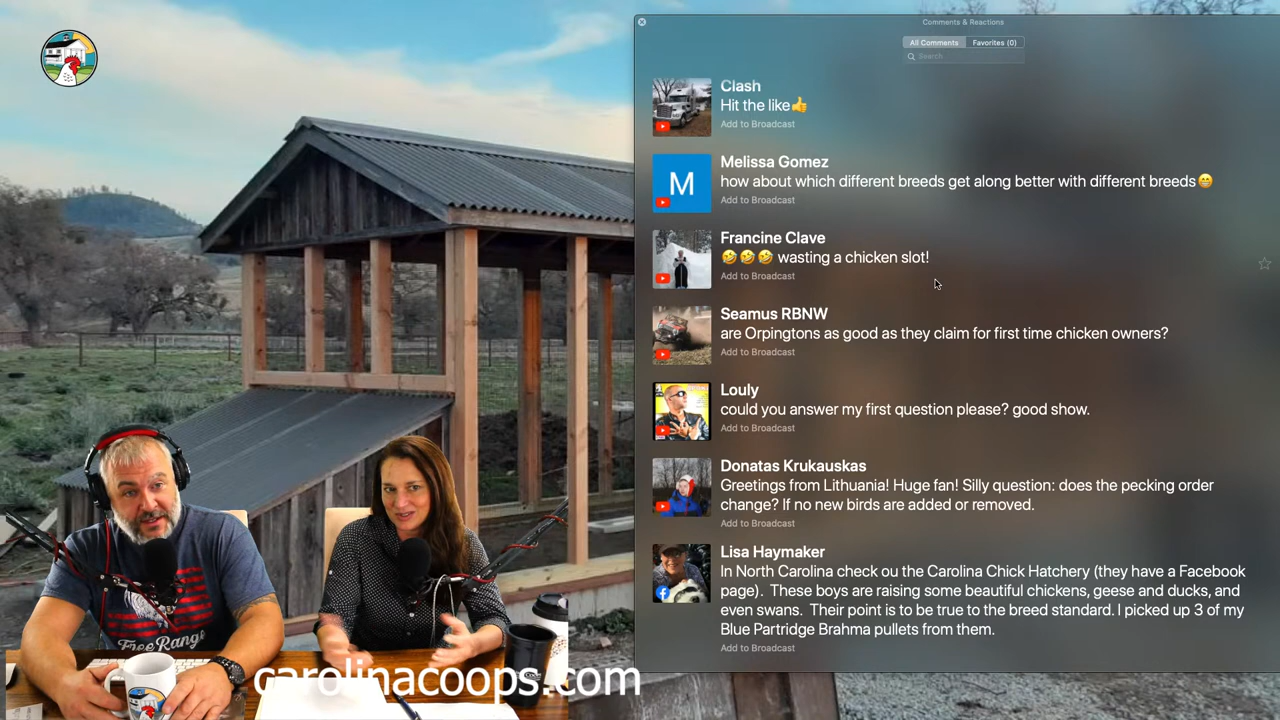 Comments & Reactions
All Comments
Favorites (0)
Search
Clash
Hit the like👍
Add to Broadcast
Melissa Gomez
how about which different breeds get along better with different breeds😁
Add to Broadcast
Francine Clave
🤣🤣🤣 wasting a chicken slot!
Add to Broadcast
Seamus RBNW
are Orpingtons as good as they claim for first time chicken owners?
Add to Broadcast
Louly
could you answer my first question please? good show.
Add to Broadcast
Donatas Krukauskas
Greetings from Lithuania! Huge fan! Silly question: does the pecking order
change? If no new birds are added or removed.
Add to Broadcast
Lisa Haymaker
In North Carolina check ou the Carolina Chick Hatchery (they have a Facebook
page). These boys are raising some beautiful chickens, geese and ducks, and
even swans. Their point is to be true to the breed standard. I picked up 3 of my
Blue Partridge Brahma pullets from them.
Add to Broadcast
M
Free Range
carolinacoops.com